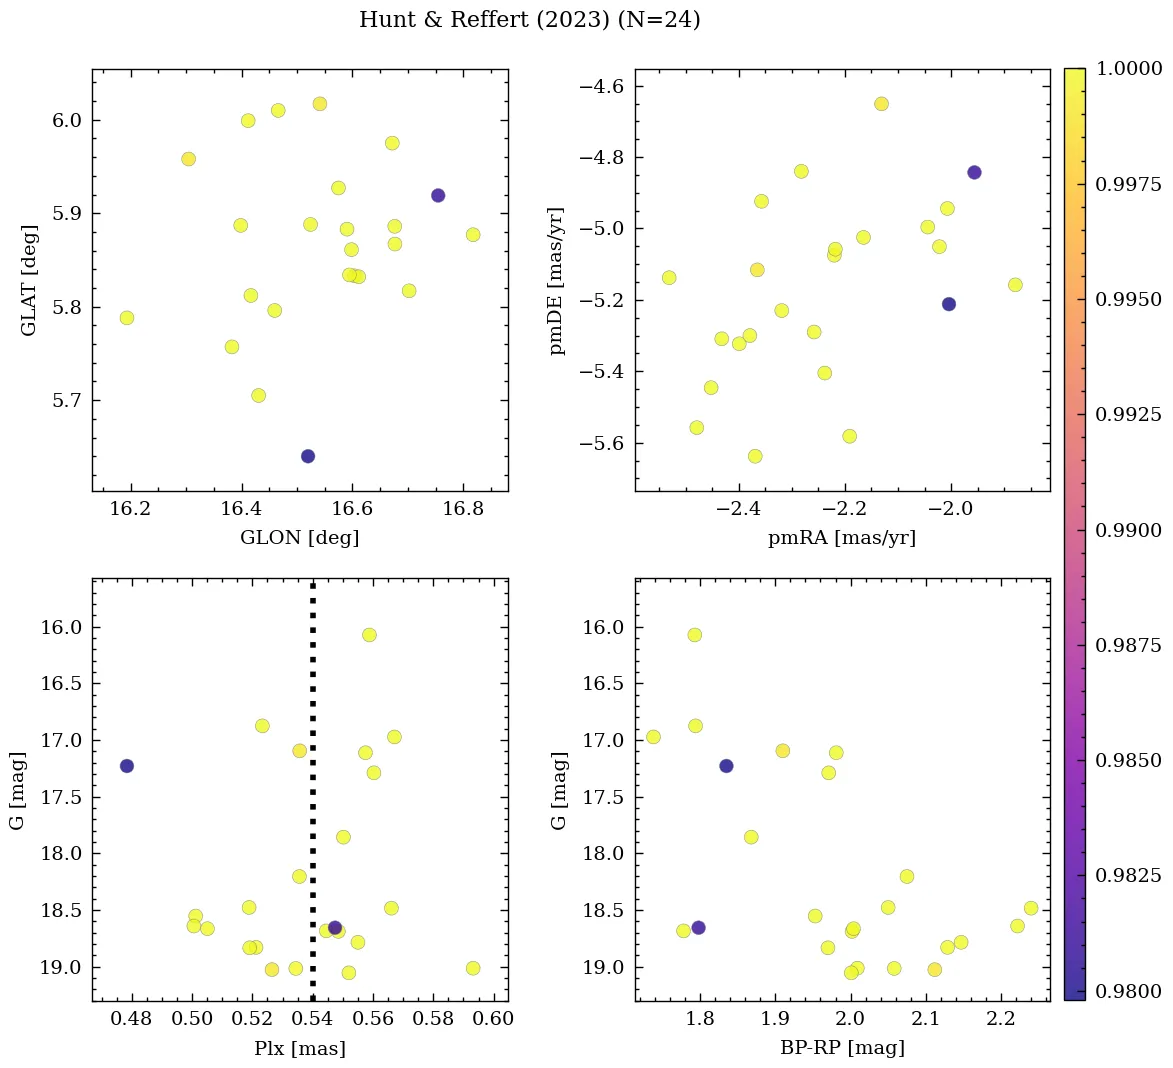 Hunt & Reffert (2023) (N=24)
6.0
5.9
5.8
5.7
GLAT [deg]
16.2 16.4 16.6 16.8
GLON [deg]
−4.6
−4.8
−5.0
−5.2
−5.4
−5.6
pmDE [mas/yr]
−2.4 −2.2 −2.0
pmRA [mas/yr]
16.0
16.5
17.0
17.5
18.0
18.5
19.0
G [mag]
0.48 0.50 0.52 0.54 0.56 0.58 0.60
Plx [mas]
16.0
16.5
17.0
17.5
18.0
18.5
19.0
G [mag]
1.8 1.9 2.0 2.1 2.2
BP-RP [mag]
1.0000
0.9975
0.9950
0.9925
0.9900
0.9875
0.9850
0.9825
0.9800